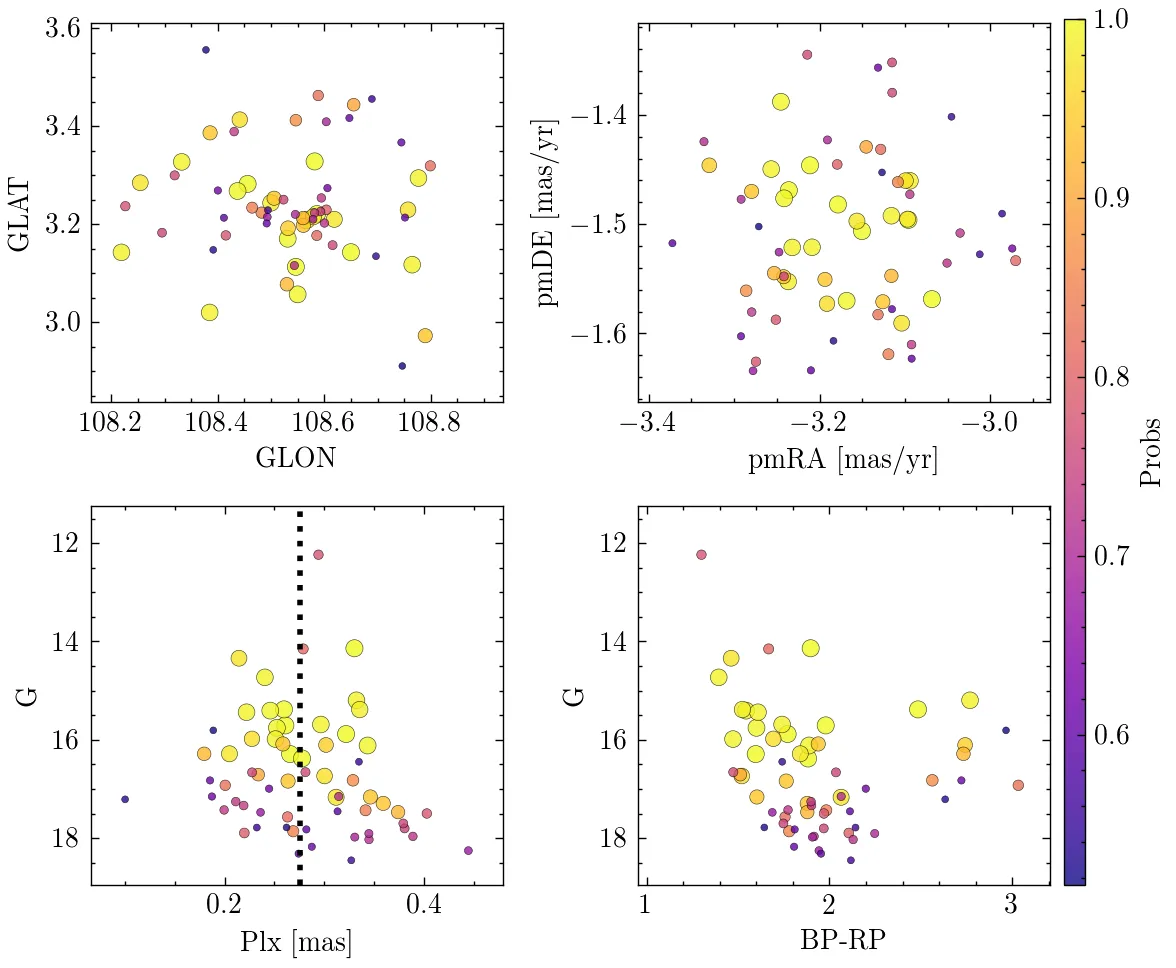 3.6
3.4
3.2
3.0
GLAT
108.2 108.4 108.6 108.8
GLON
−1.4
−1.5
−1.6
pmDE [mas/yr]
−3.4 −3.2 −3.0
pmRA [mas/yr]
12
14
16
18
G
0.2 0.4
Plx [mas]
12
14
16
18
G
1 2 3
BP-RP
1.0
0.9
0.8
0.7
0.6
Probs